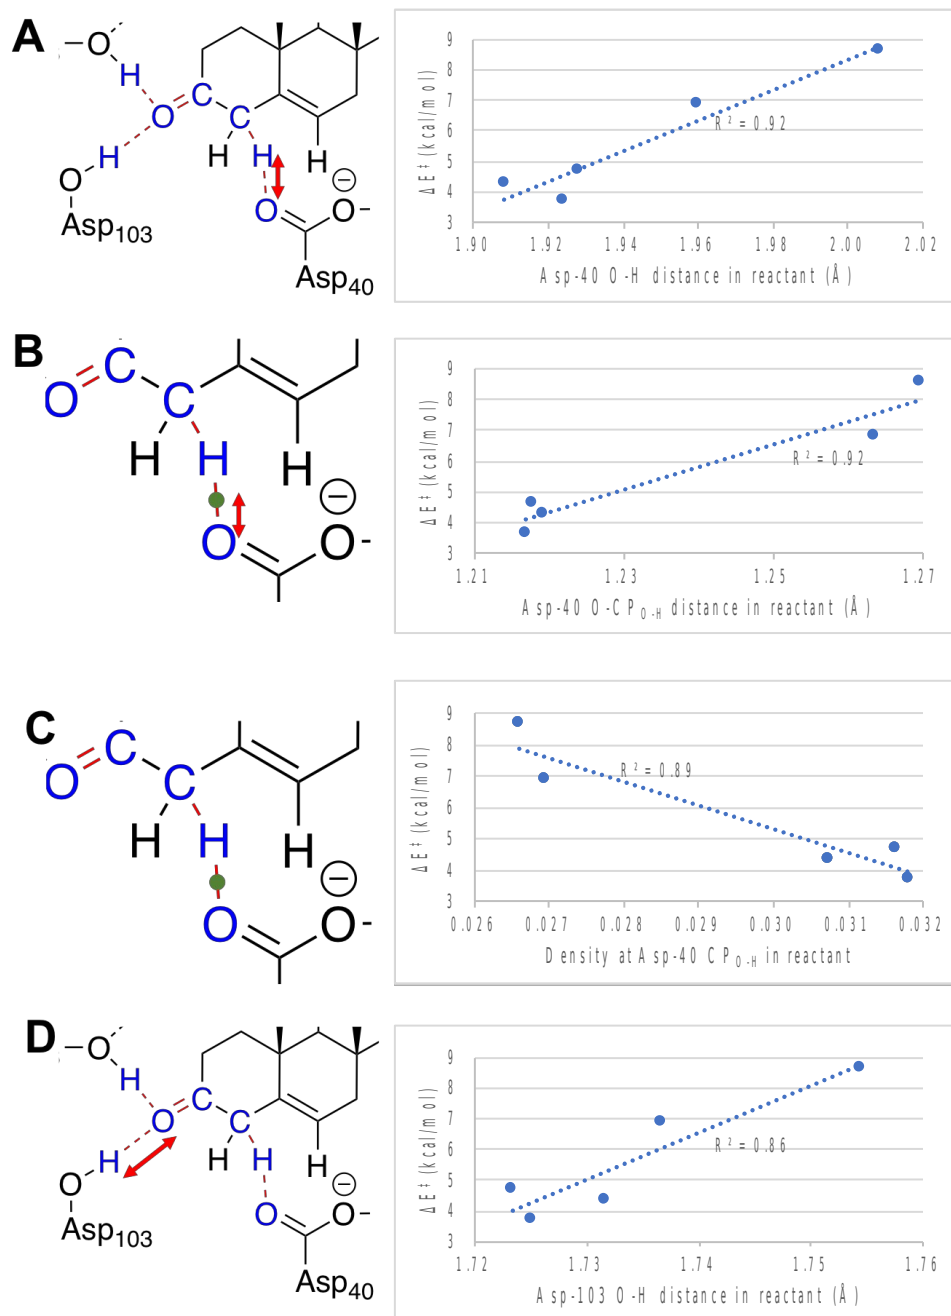 A
O
H
O
C
C
H
H
H
H
O
O
O
Asp103
Asp40
ΔE‡ (kcal/mol)
9
8
7
6
5
4
3
R² = 0.92
1.90 1.92 1.94 1.96 1.98 2.00 2.02
Asp-40 O-H distance in reactant (Å)
B
O
C
C
H
H
H
O
O
ΔE‡ (kcal/mol)
9
8
7
6
5
4
3
R² = 0.92
1.21 1.23 1.25 1.27
Asp-40 O-CPO-H distance in reactant (Å)
C
O
C
C
H
H
H
O
O
ΔE‡ (kcal/mol)
9
8
7
6
5
4
3
R² = 0.89
0.026 0.027 0.028 0.029 0.030 0.031 0.032
Density at Asp-40 CPO-H in reactant
D
O
H
O
C
C
H
H
H
H
O
O
O
Asp103
Asp40
ΔE‡ (kcal/mol)
9
8
7
6
5
4
3
R² = 0.86
1.72 1.73 1.74 1.75 1.76
Asp-103 O-H distance in reactant (Å)